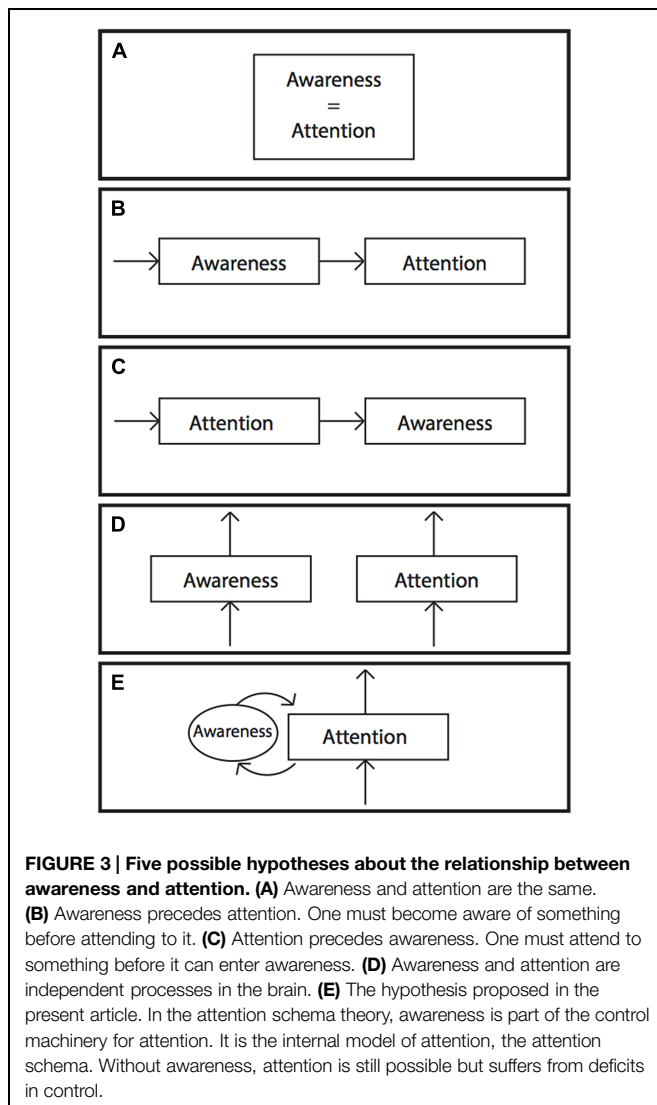 A
Awareness
=
Attention
B
Awareness
Attention
C
Attention
Awareness
D
Awareness
Attention
E
Awareness
Attention
FIGURE 3 | Five possible hypotheses about the relationship between
awareness and attention. (A) Awareness and attention are the same.
(B) Awareness precedes attention. One must become aware of something
before attending to it. (C) Attention precedes awareness. One must attend to
something before it can enter awareness. (D) Awareness and attention are
independent processes in the brain. (E) The hypothesis proposed in the
present article. In the attention schema theory, awareness is part of the control
machinery for attention. It is the internal model of attention, the attention
schema. Without awareness, attention is still possible but suffers from deficits
in control.